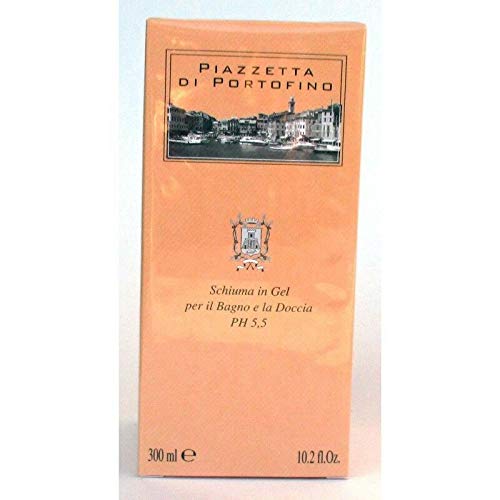 PIAZZETTA
DI PORTOFINO
Schiuma in Gel
per il Bagno e la Doccia
PH 5,5
300 ml ℮ 10.2 fl.Oz.